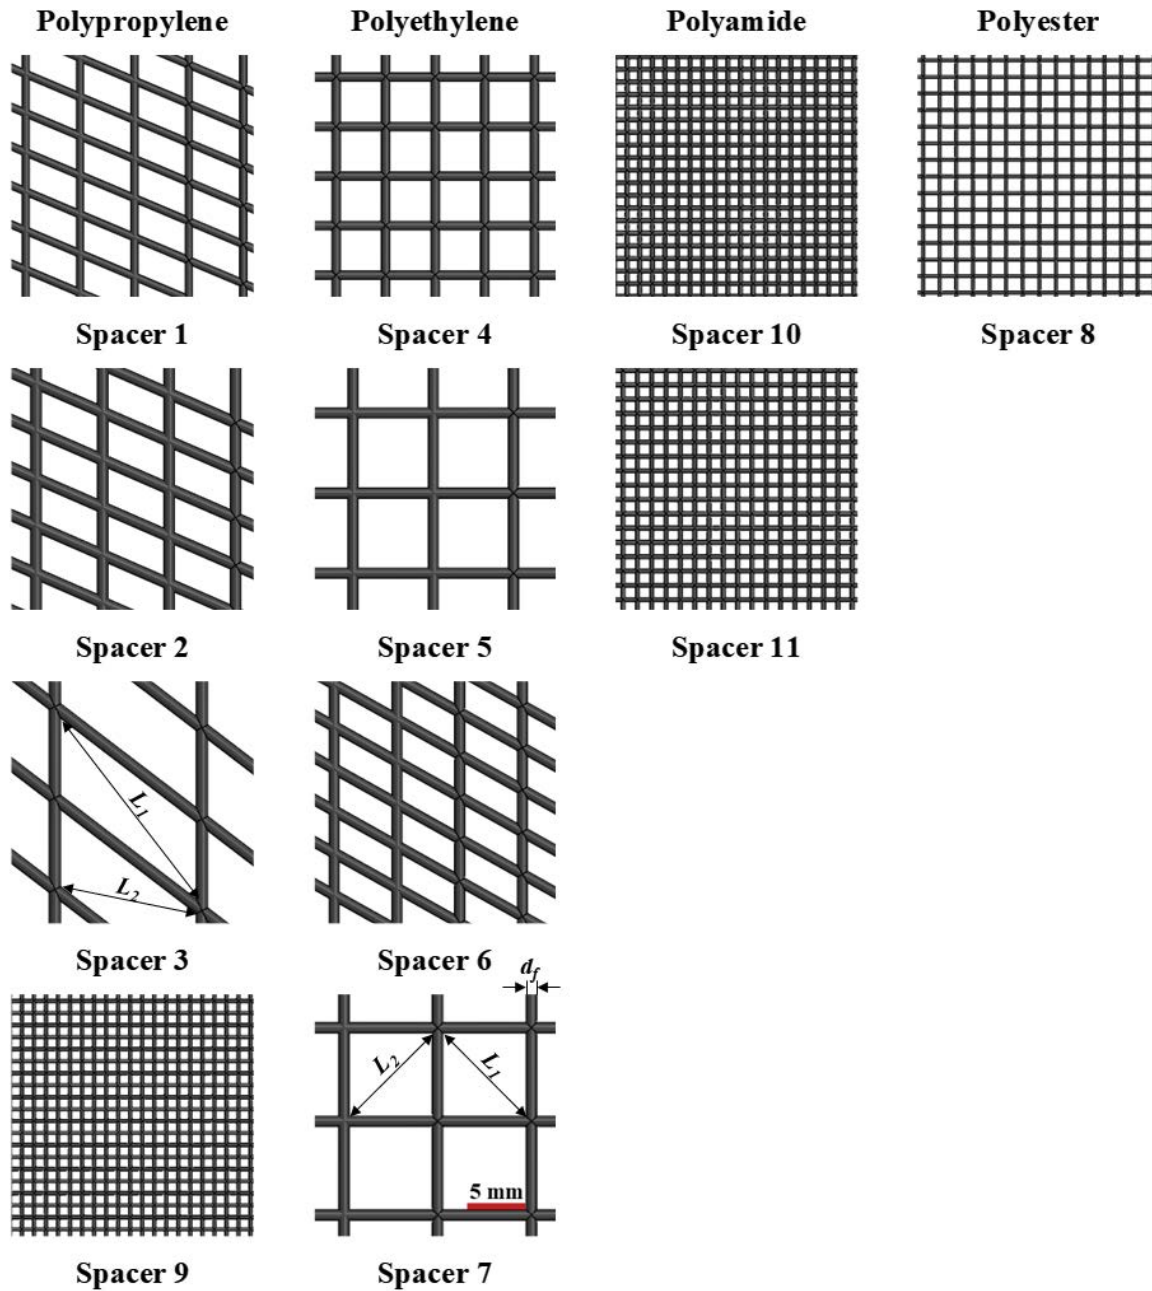 Polypropylene Polyethylene Polyamide Polyester
Spacer 1 Spacer 4 Spacer 10 Spacer 8
Spacer 2 Spacer 5 Spacer 11
L1
L2
Spacer 3 Spacer 6
df
L2 L1
5 mm
Spacer 9 Spacer 7